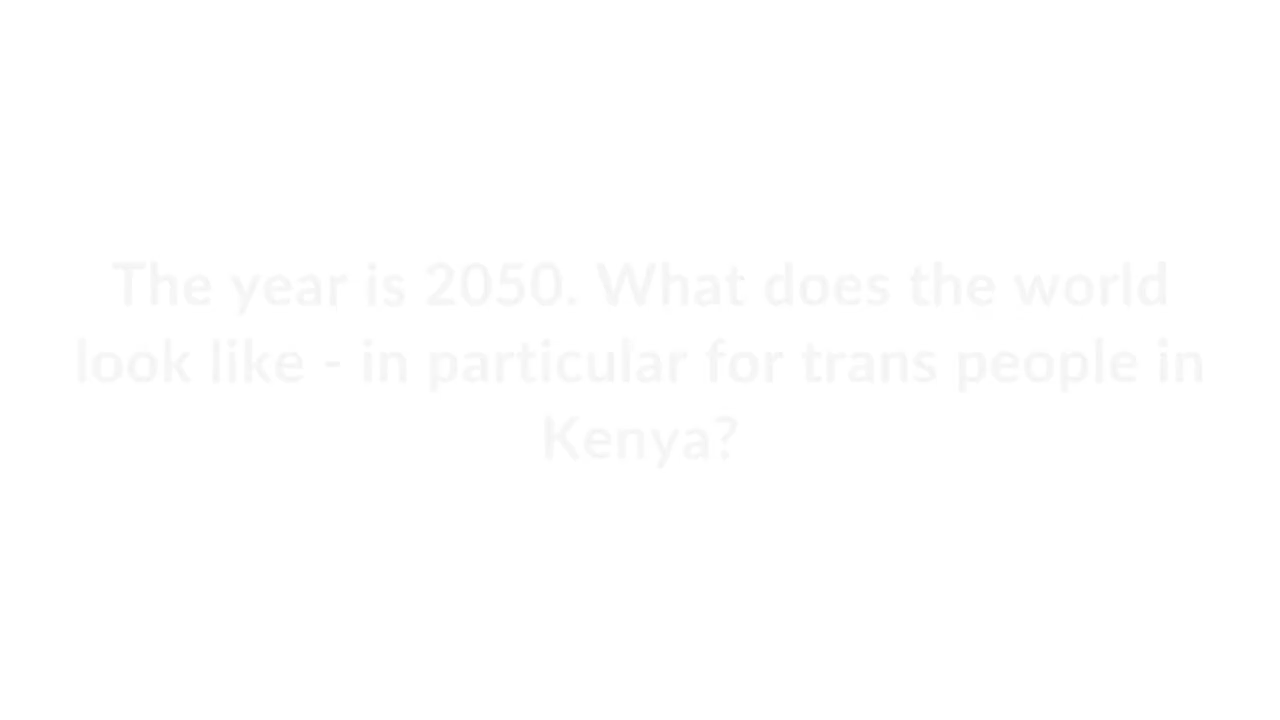 The year is 2050. What does the world
look like - in particular for trans people in
Kenya?